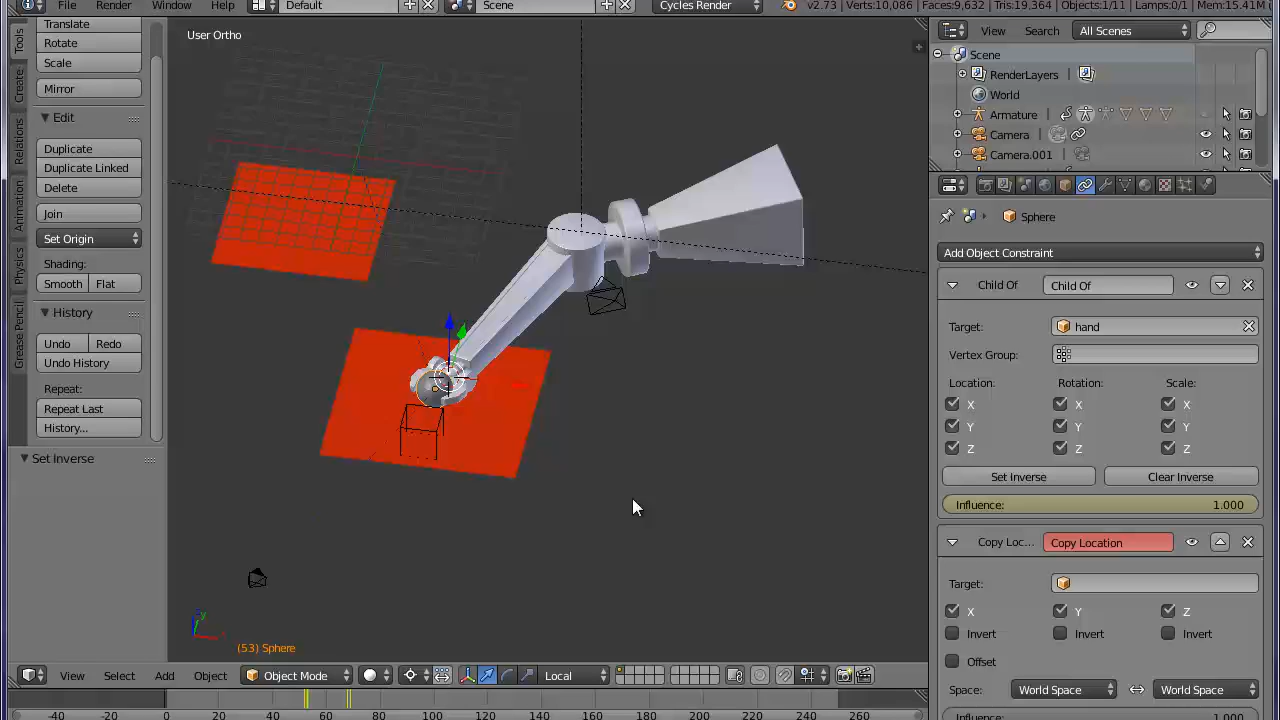 File Render Window Help Default Scene Cycles Render v2.73 | Verts:10,086 | Faces:9,632 | Tris:19,364 | Objects:1/11 | Lamps:0/1 | Mem:15.41M
Tools
Create
Relations
Animation
Physics
Grease Pencil
Translate
Rotate
Scale
Mirror
Edit
Duplicate
Duplicate Linked
Delete
Join
Set Origin
Shading:
Smooth Flat
History
Undo Redo
Undo History
Repeat:
Repeat Last
History...
Set Inverse
User Ortho
(53) Sphere
View Select Add Object Object Mode Local
-40 -20 0 20 40 60 80 100 120 140 160 180 200 220 240 260
View Search All Scenes
Scene
RenderLayers
World
Armature
Camera
Camera.001
Sphere
Add Object Constraint
Child Of Child Of
Target: hand
Vertex Group:
Location: Rotation: Scale:
X X X
Y Y Y
Z Z Z
Set Inverse Clear Inverse
Influence: 1.000
Copy Loc... Copy Location
Target:
X Y Z
Invert Invert Invert
Offset
Space: World Space World Space
Influence: 1.000